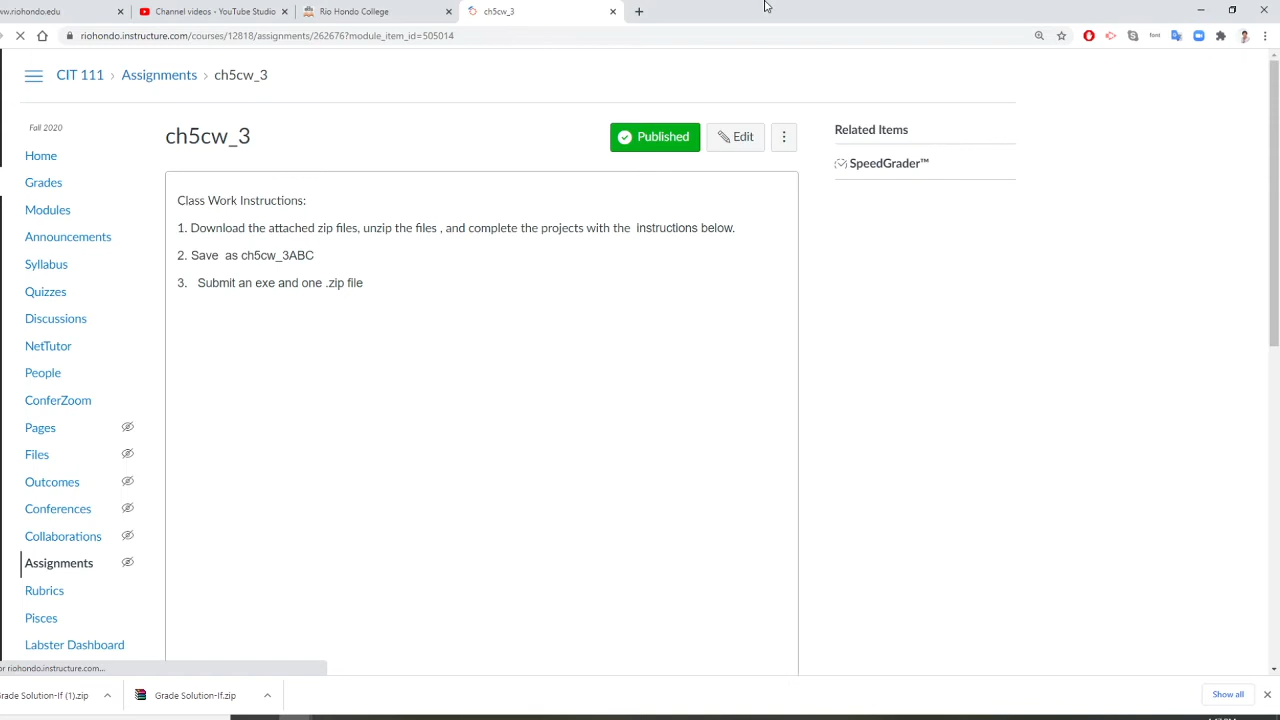 ww.riohondo.edu
Channel videos - YouTube Studio
Rio Hondo College
ch5cw_3
riohondo.instructure.com/courses/12818/assignments/262676?module_item_id=505014
CIT 111 › Assignments › ch5cw_3
Fall 2020
Home
Grades
Modules
Announcements
Syllabus
Quizzes
Discussions
NetTutor
People
ConferZoom
Pages
Files
Outcomes
Conferences
Collaborations
Assignments
Rubrics
Pisces
Labster Dashboard
ch5cw_3
Published
Edit
Class Work Instructions:
1. Download the attached zip files, unzip the files , and complete the projects with the instructions below.
2. Save as ch5cw_3ABC
3. Submit an exe and one .zip file
Related Items
SpeedGrader™
or riohondo.instructure.com...
rade Solution-If (1).zip
Grade Solution-If.zip
Show all